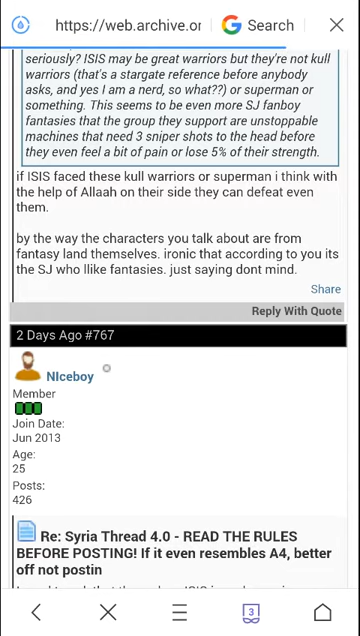 https://web.archive.or
Search
seriously? ISIS may be great warriors but they're not kull
warriors (that's a stargate reference before anybody
asks, and yes I am a nerd, so what??) or superman or
something. This seems to be even more SJ fanboy
fantasies that the group they support are unstoppable
machines that need 3 sniper shots to the head before
they even feel a bit of pain or lose 5% of their strength.
if ISIS faced these kull warriors or superman i think with
the help of Allaah on their side they can defeat even
them.
by the way the characters you talk about are from
fantasy land themselves. ironic that according to you its
the SJ who llike fantasies. just saying dont mind.
Share
Reply With Quote
2 Days Ago #767
NIceboy
Member
Join Date:
Jun 2013
Age:
25
Posts:
426
Re: Syria Thread 4.0 - READ THE RULES
BEFORE POSTING! If it even resembles A4, better
off not postin
3